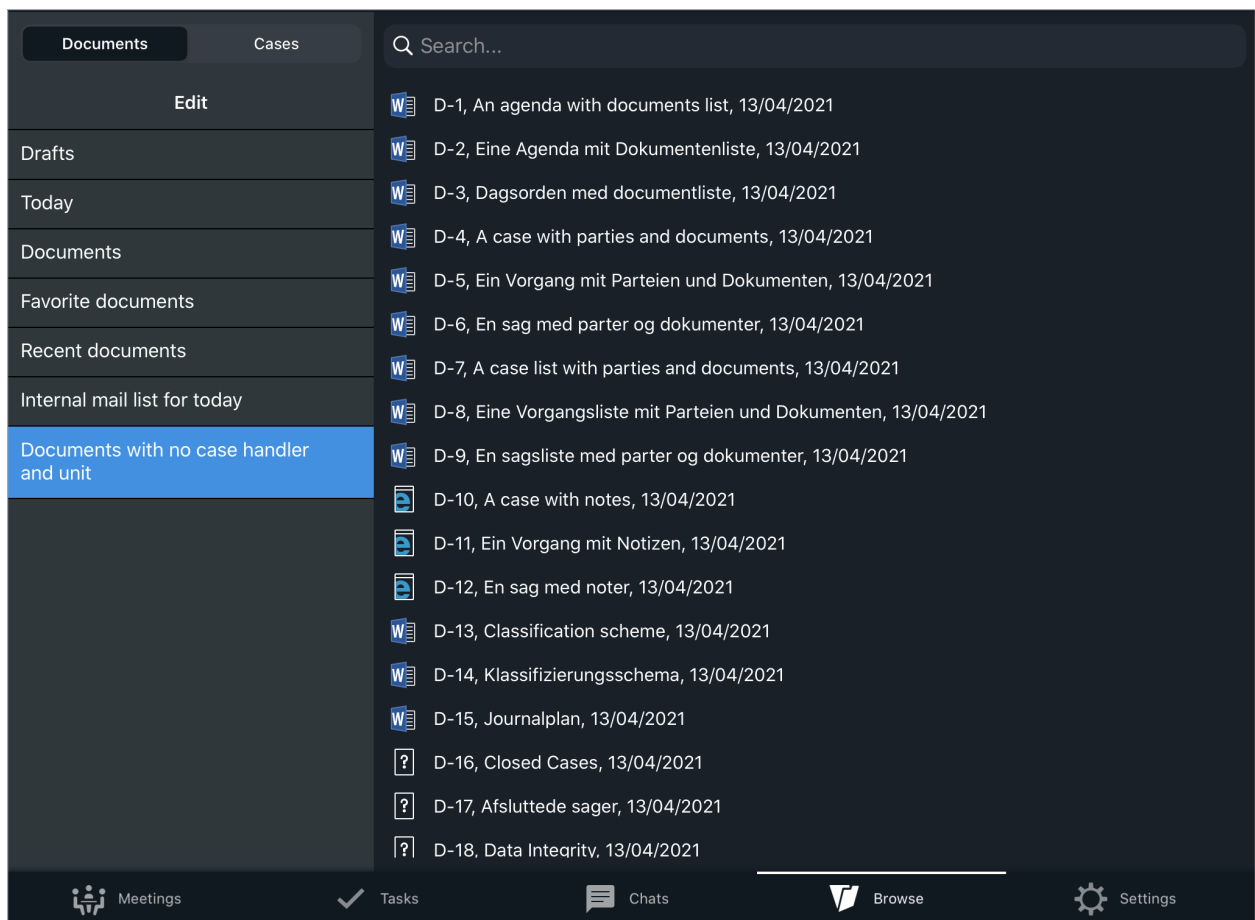 Documents
Cases
Edit
Drafts
Today
Documents
Favorite documents
Recent documents
Internal mail list for today
Documents with no case handler
and unit
Search...
D-1, An agenda with documents list, 13/04/2021
D-2, Eine Agenda mit Dokumentenliste, 13/04/2021
D-3, Dagsorden med documentliste, 13/04/2021
D-4, A case with parties and documents, 13/04/2021
D-5, Ein Vorgang mit Parteien und Dokumenten, 13/04/2021
D-6, En sag med parter og dokumenter, 13/04/2021
D-7, A case list with parties and documents, 13/04/2021
D-8, Eine Vorgangsliste mit Parteien und Dokumenten, 13/04/2021
D-9, En sagsliste med parter og dokumenter, 13/04/2021
D-10, A case with notes, 13/04/2021
D-11, Ein Vorgang mit Notizen, 13/04/2021
D-12, En sag med noter, 13/04/2021
D-13, Classification scheme, 13/04/2021
D-14, Klassifizierungsschema, 13/04/2021
D-15, Journalplan, 13/04/2021
D-16, Closed Cases, 13/04/2021
D-17, Afsluttede sager, 13/04/2021
D-18, Data Integrity, 13/04/2021
Meetings
Tasks
Chats
Browse
Settings